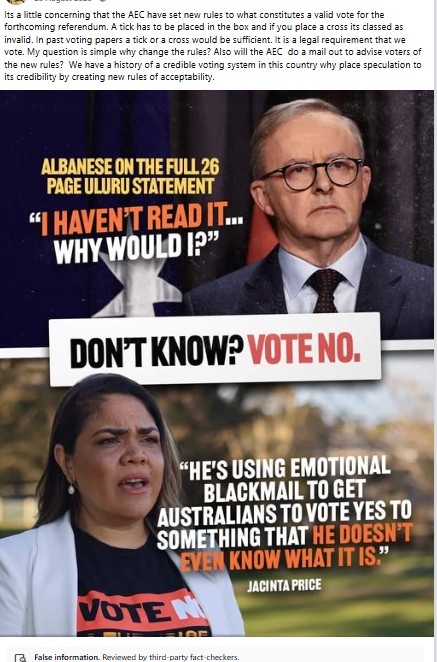 Its a little concerning that the AEC have set new rules to what constitutes a valid vote for the
forthcoming referendum. A tick has to be placed in the box and if you place a cross its classed as
invalid. In past voting papers a tick or a cross would be sufficient. It is a legal requirement that we
vote. My question is simple why change the rules? Also will the AEC  do a mail out to advise voters of
the new rules?  We have a history of a credible voting system in this country why place speculation to
its credibility by creating new rules of acceptability.
ALBANESE ON THE FULL 26
PAGE ULURU STATEMENT
“I HAVEN'T READ IT...
WHY WOULD I?”
DON'T KNOW? VOTE NO.
“HE'S USING EMOTIONAL
BLACKMAIL TO GET
AUSTRALIANS TO VOTE YES TO
SOMETHING THAT HE DOESN'T
EVEN KNOW WHAT IT IS.”
JACINTA PRICE
VOTE
False information. Reviewed by third-party fact-checkers.